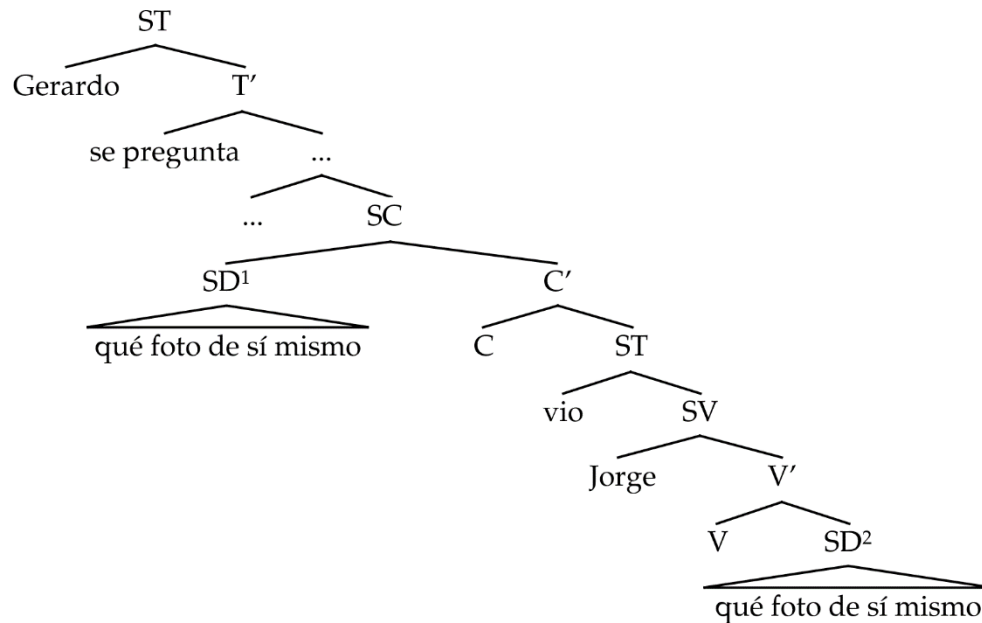 ST
Gerardo T′
se pregunta ...
... SC
SD¹ C′
qué foto de sí mismo C ST
vio SV
Jorge V′
V SD²
qué foto de sí mismo